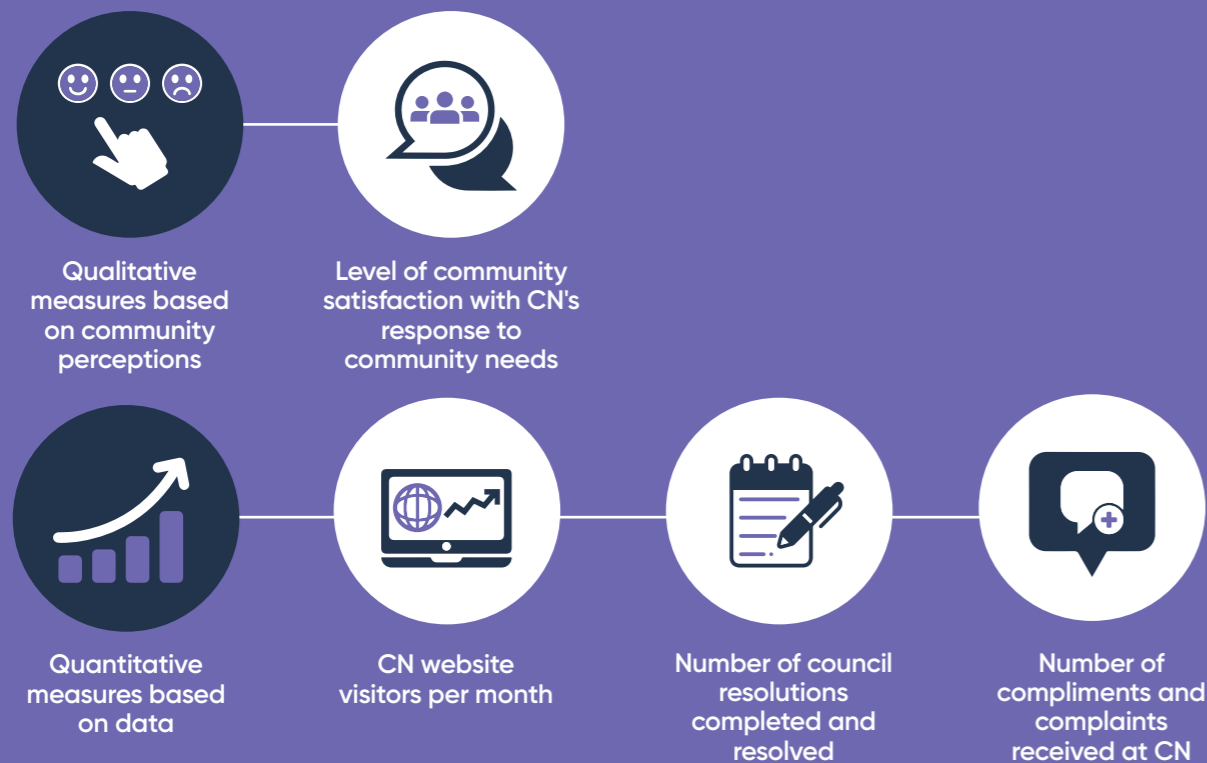 Qualitative
measures based
on community
perceptions
Level of community
satisfaction with CN's
response to
community needs
Quantitative
measures based
on data
CN website
visitors per month
Number of council
resolutions
completed and
resolved
Number of
compliments and
complaints
received at CN